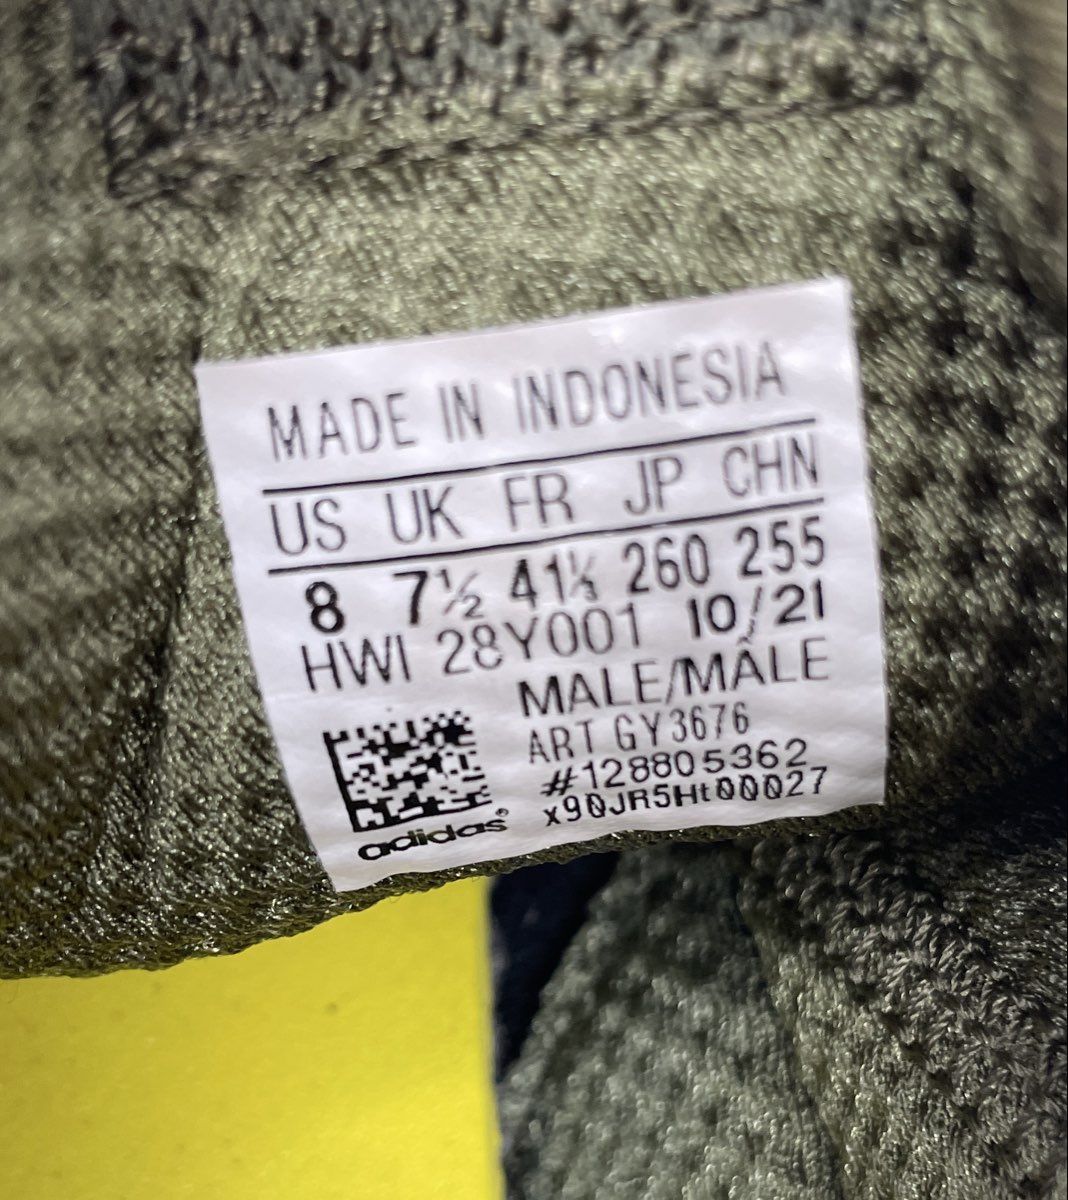 MADE IN INDONESIA
US UK FR JP CHN
8 7½ 41⅓ 260 255
HWI 28Y001 10/21
MALE/MÂLE
ART GY3676
#128805362
x90JR5Ht00027
adidas®